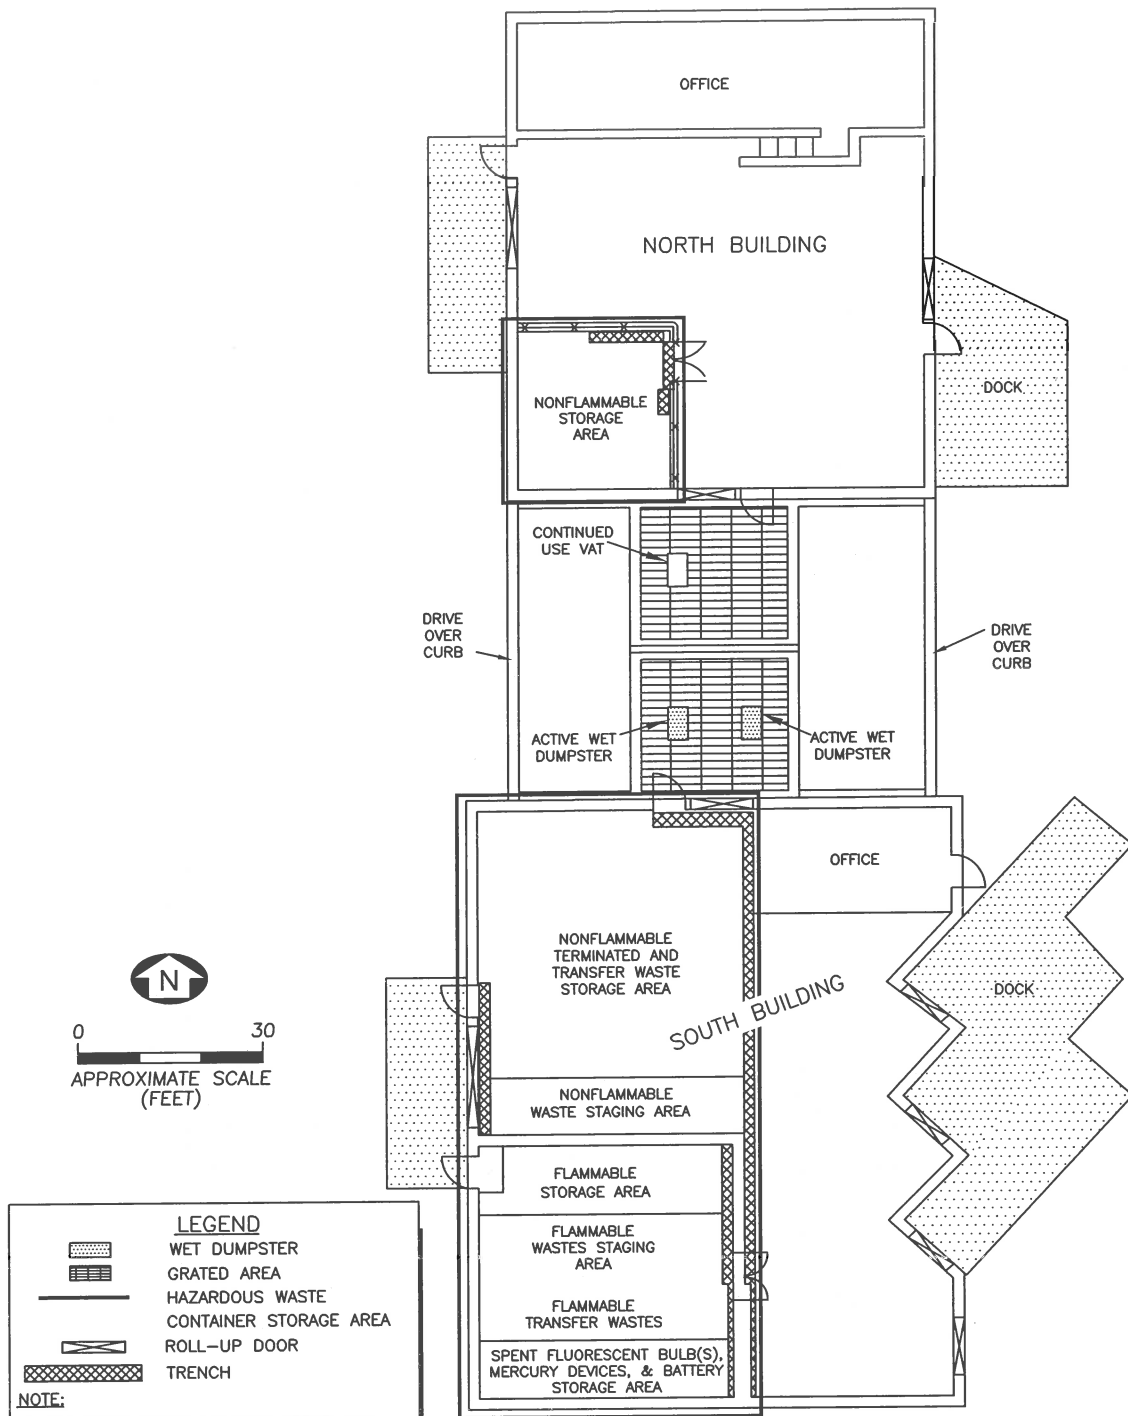 OFFICE
NORTH BUILDING
DOCK
NONFLAMMABLE
STORAGE
AREA
CONTINUED
USE VAT
DRIVE
OVER
CURB
DRIVE
OVER
CURB
ACTIVE WET
DUMPSTER
ACTIVE WET
DUMPSTER
OFFICE
NONFLAMMABLE
TERMINATED AND
TRANSFER WASTE
STORAGE AREA
SOUTH BUILDING
DOCK
N
0 30
APPROXIMATE SCALE
(FEET)
NONFLAMMABLE
WASTE STAGING AREA
FLAMMABLE
STORAGE AREA
FLAMMABLE
WASTES STAGING
AREA
FLAMMABLE
TRANSFER WASTES
SPENT FLUORESCENT BULB(S),
MERCURY DEVICES, & BATTERY
STORAGE AREA
LEGEND
WET DUMPSTER
GRATED AREA
HAZARDOUS WASTE
CONTAINER STORAGE AREA
ROLL-UP DOOR
TRENCH
NOTE: